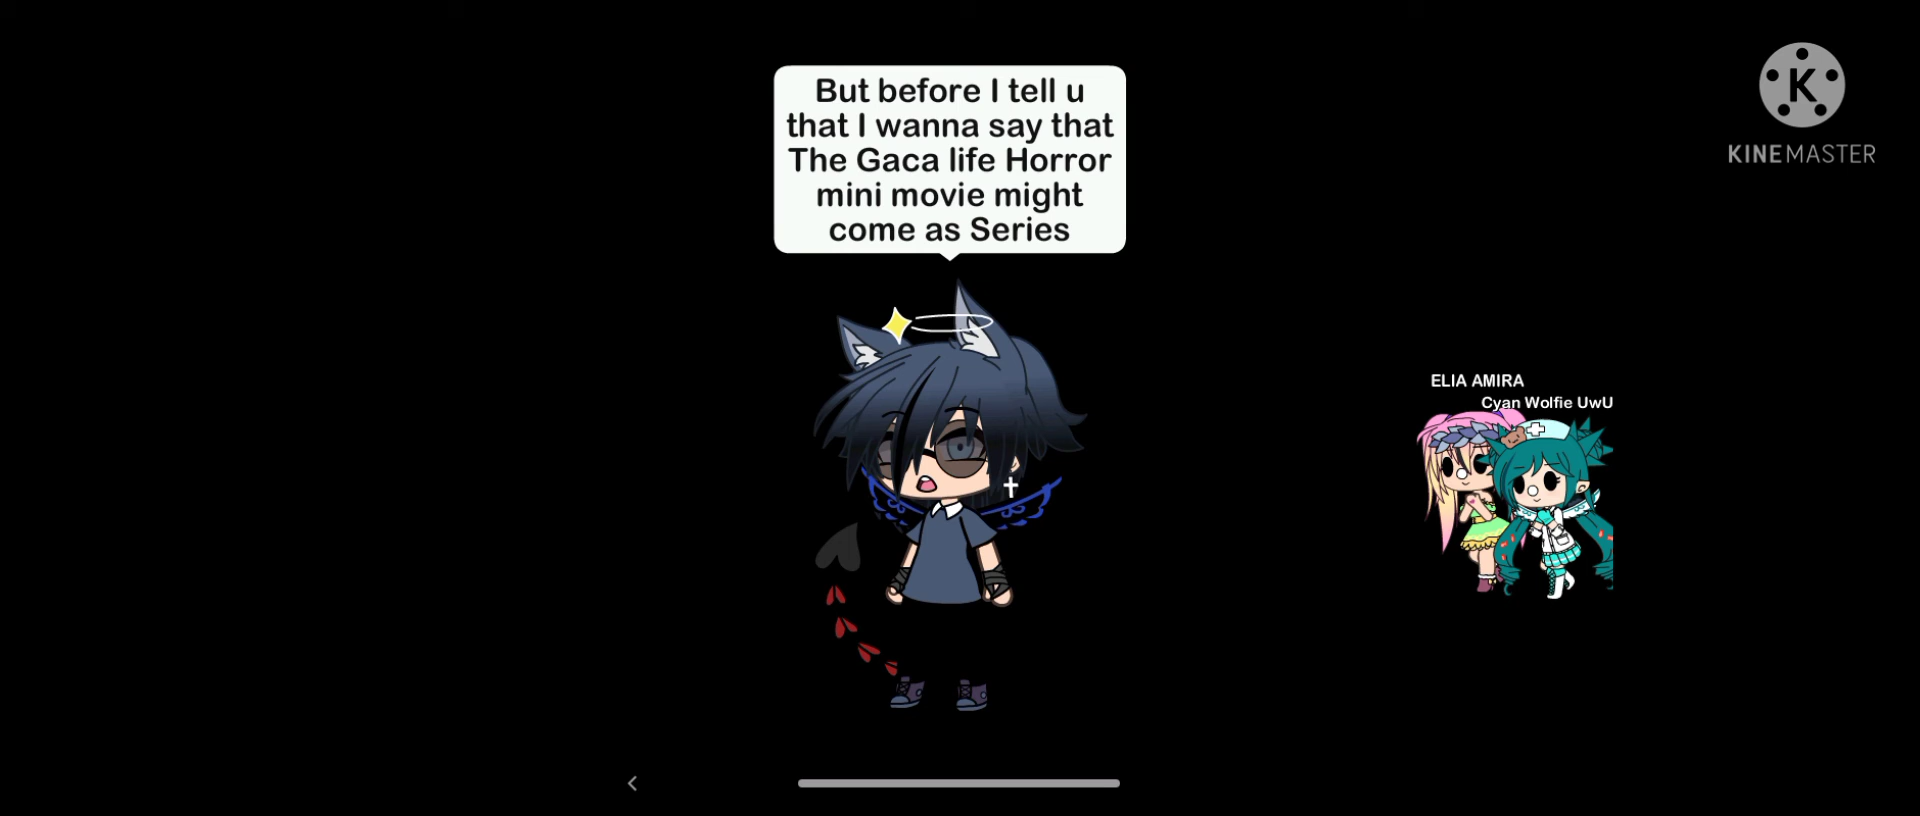 But before I tell u
that I wanna say that
The Gaca life Horror
mini movie might
come as Series
K
KINEMASTER
ELIA AMIRA
Cyan Wolfie UwU